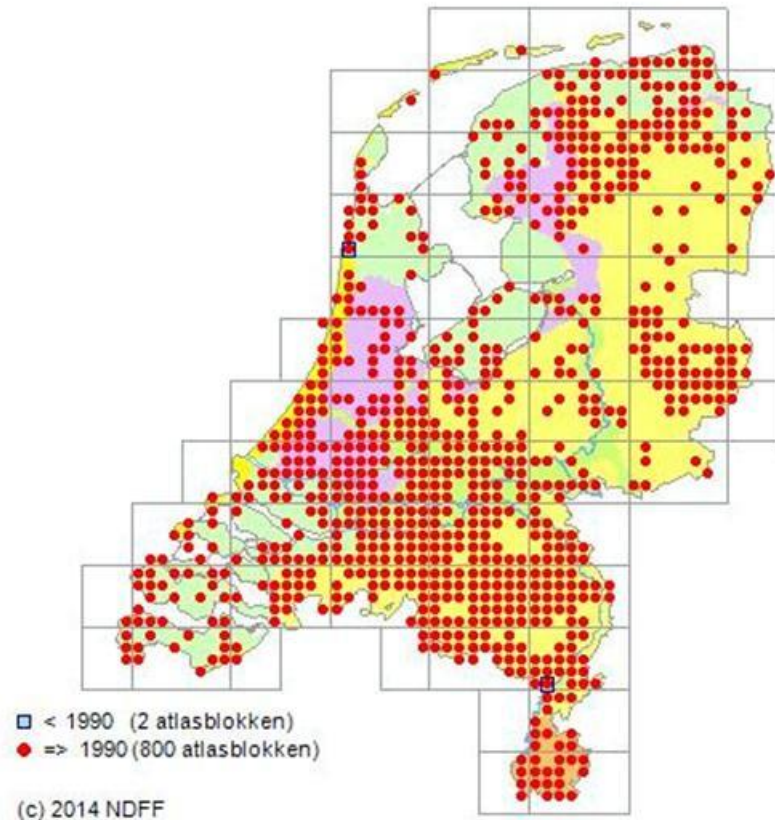 < 1990 (2 atlasblokken)
=> 1990 (800 atlasblokken)
(c) 2014 NDFF